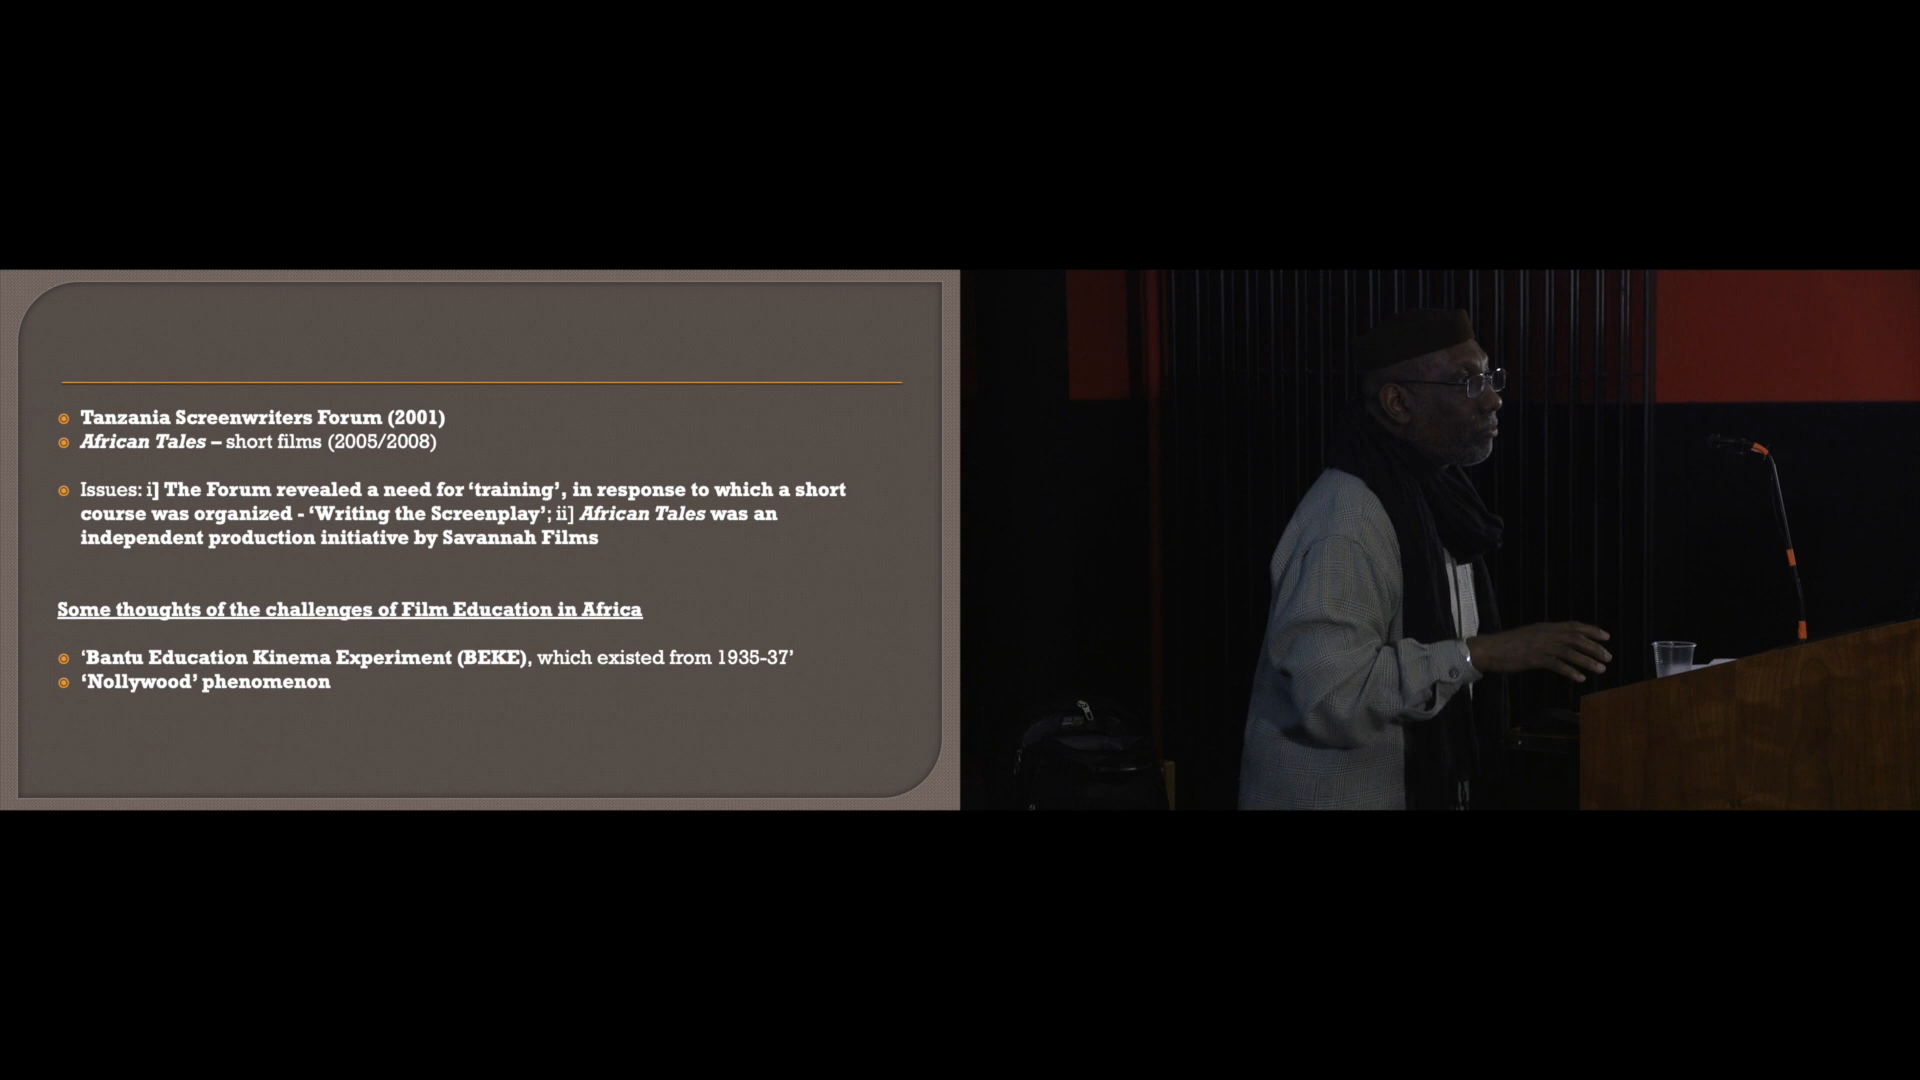 Tanzania Screenwriters Forum (2001)
African Tales – short films (2005/2008)
Issues: i] The Forum revealed a need for ‘training’, in response to which a short
course was organized - ‘Writing the Screenplay’; ii] African Tales was an
independent production initiative by Savannah Films
Some thoughts of the challenges of Film Education in Africa
‘Bantu Education Kinema Experiment (BEKE), which existed from 1935-37’
‘Nollywood’ phenomenon